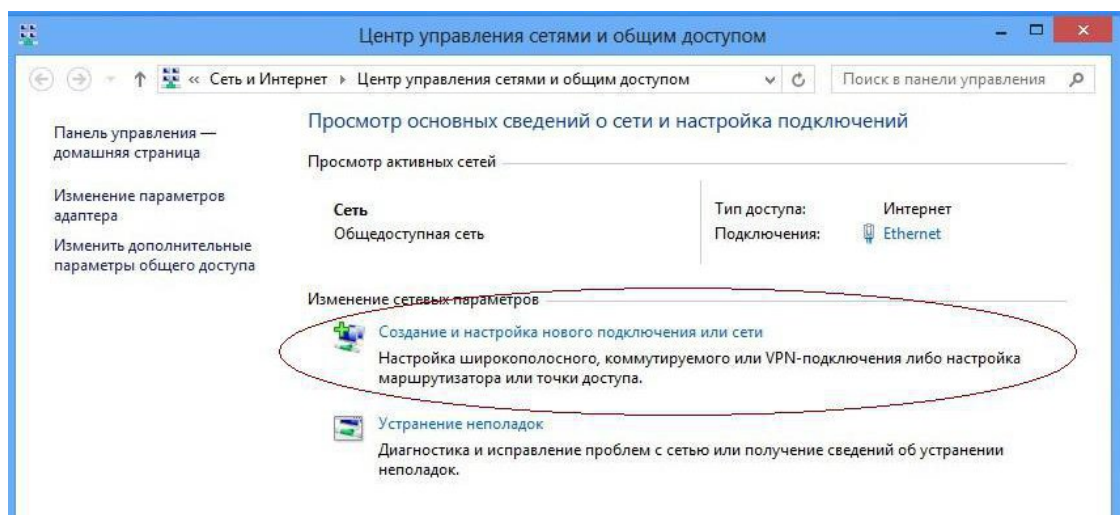 Центр управления сетями и общим доступом
« Сеть и Интернет ▸ Центр управления сетями и общим доступом
Поиск в панели управления
Панель управления —
домашняя страница
Изменение параметров
адаптера
Изменить дополнительные
параметры общего доступа
Просмотр основных сведений о сети и настройка подключений
Просмотр активных сетей
Сеть
Общедоступная сеть
Тип доступа: Интернет
Подключения: Ethernet
Изменение сетевых параметров
Создание и настройка нового подключения или сети
Настройка широкополосного, коммутируемого или VPN-подключения либо настройка
маршрутизатора или точки доступа.
Устранение неполадок
Диагностика и исправление проблем с сетью или получение сведений об устранении
неполадок.